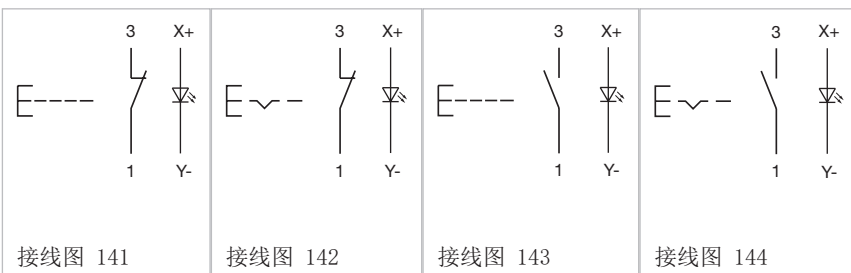 3 X+ 3 X+ 3 X+ 3 X+
1 Y- 1 Y- 1 Y- 1 Y-
接线图 141 接线图 142 接线图 143 接线图 144